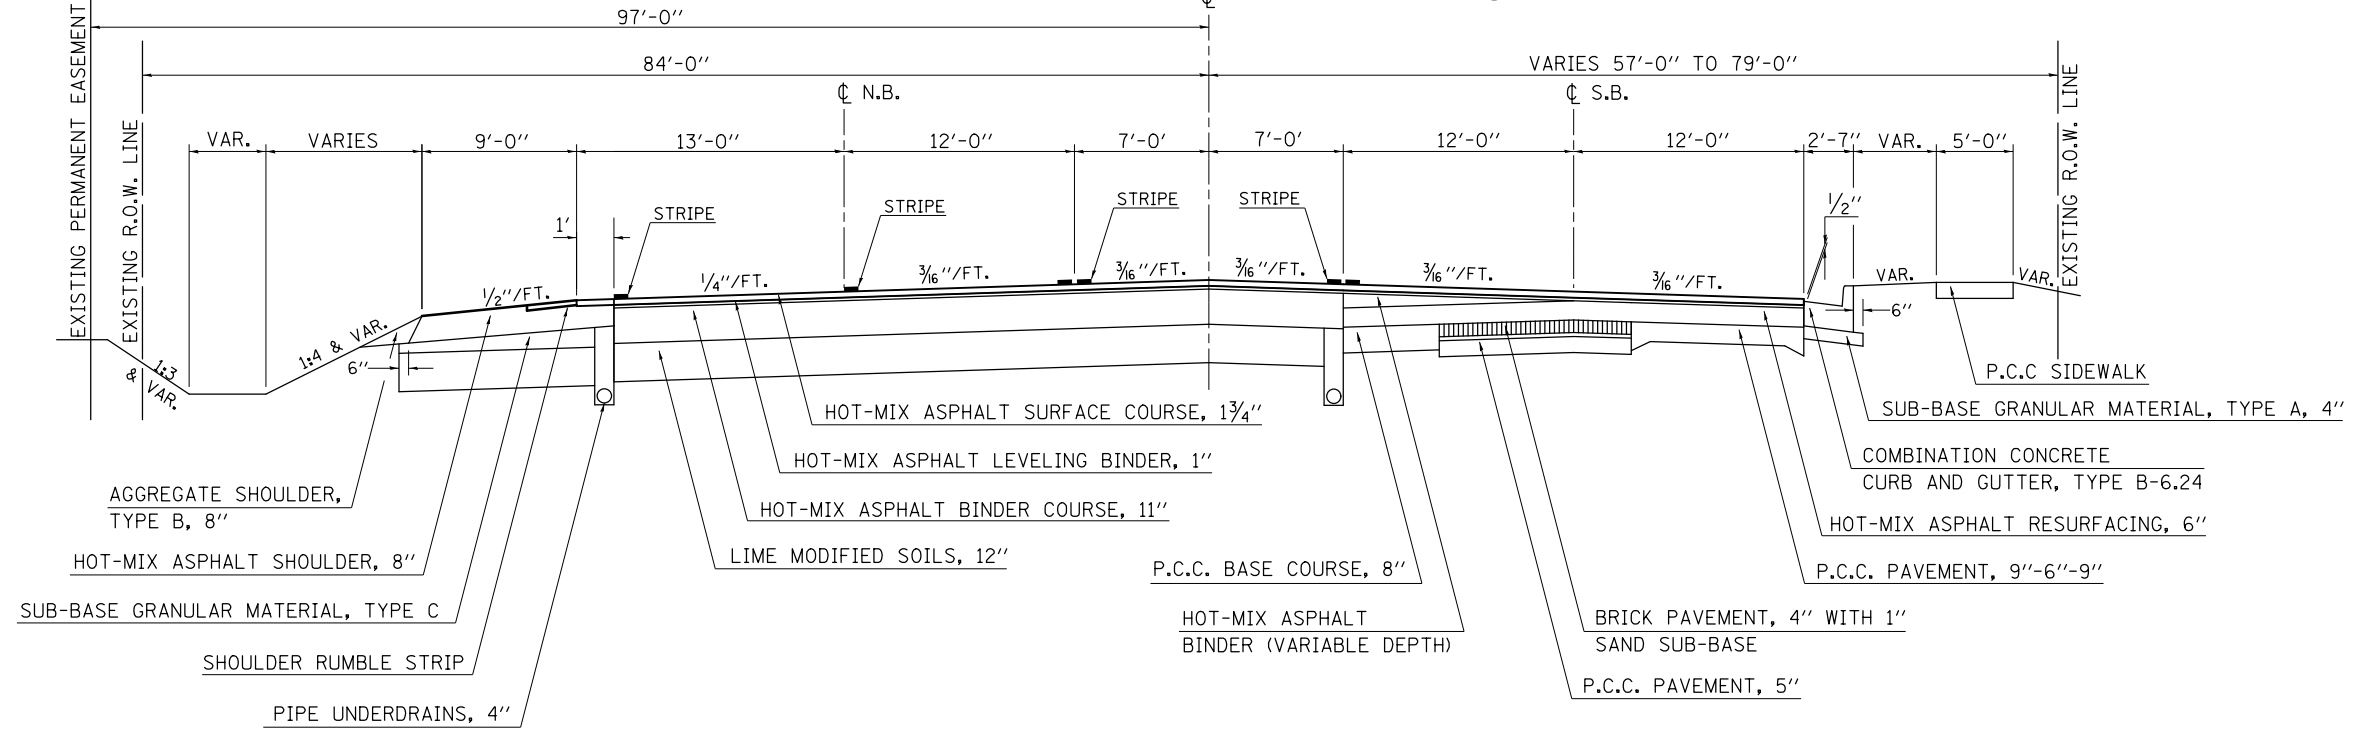 EXISTING PERMANENT EASEMENT
EXISTING R.O.W. LINE
97'-0"
℄
84'-0"
VARIES 57'-0" TO 79'-0"
℄ N.B.
℄ S.B.
EXISTING R.O.W. LINE
VAR.
VARIES
9'-0"
13'-0"
12'-0"
7'-0'
7'-0'
12'-0"
12'-0"
2'-7"
VAR.
5'-0"
1'
STRIPE
STRIPE
STRIPE
STRIPE
1/2"
1/2"/FT.
1/4"/FT.
3/16"/FT.
3/16"/FT.
3/16"/FT.
3/16"/FT.
3/16"/FT.
VAR.
VAR.
6"
1:3
& VAR.
1:4 & VAR.
6"
P.C.C SIDEWALK
HOT-MIX ASPHALT SURFACE COURSE, 1 3/4"
SUB-BASE GRANULAR MATERIAL, TYPE A, 4"
HOT-MIX ASPHALT LEVELING BINDER, 1"
COMBINATION CONCRETE
CURB AND GUTTER, TYPE B-6.24
AGGREGATE SHOULDER,
TYPE B, 8"
HOT-MIX ASPHALT BINDER COURSE, 11"
HOT-MIX ASPHALT RESURFACING, 6"
HOT-MIX ASPHALT SHOULDER, 8"
LIME MODIFIED SOILS, 12"
P.C.C. BASE COURSE, 8"
P.C.C. PAVEMENT, 9"-6"-9"
SUB-BASE GRANULAR MATERIAL, TYPE C
HOT-MIX ASPHALT
BINDER (VARIABLE DEPTH)
BRICK PAVEMENT, 4" WITH 1"
SAND SUB-BASE
SHOULDER RUMBLE STRIP
P.C.C. PAVEMENT, 5"
PIPE UNDERDRAINS, 4"